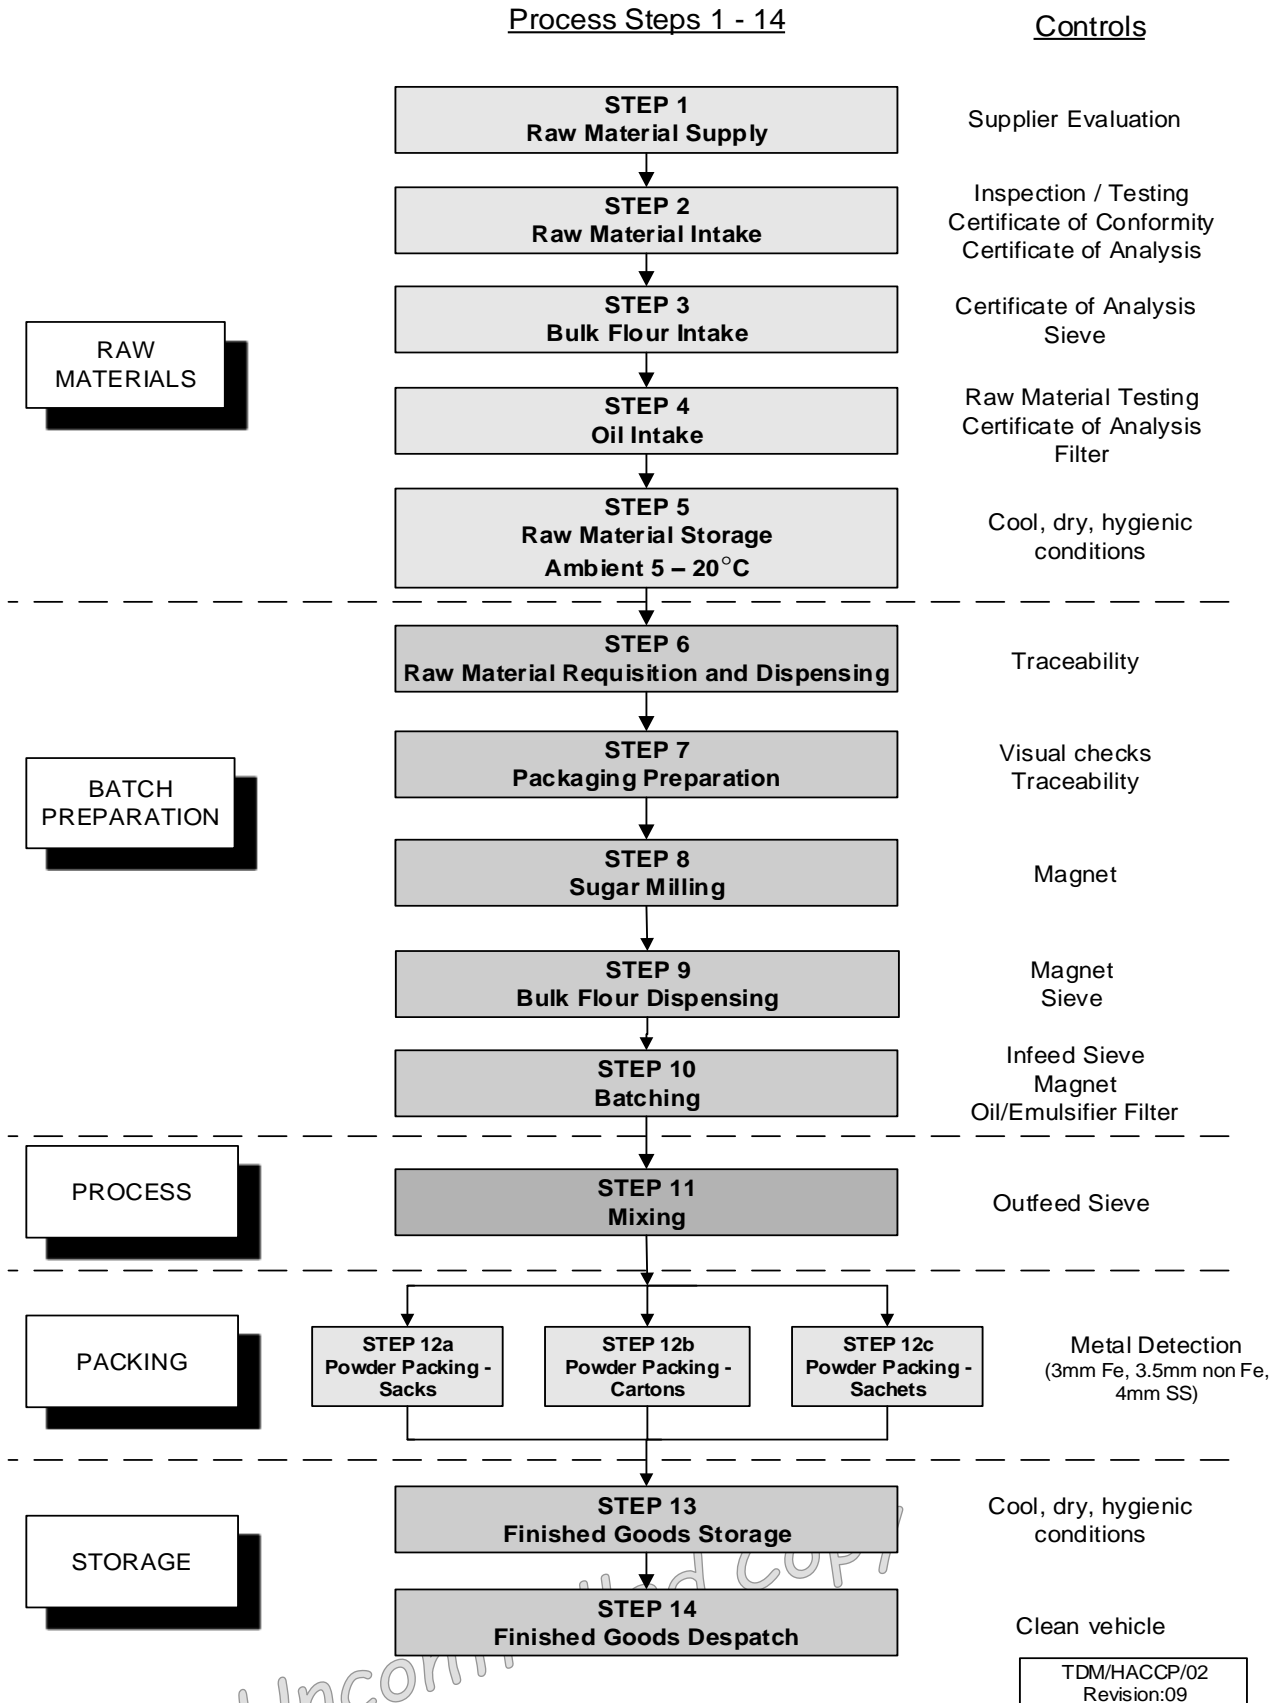 Process Steps 1 - 14
Controls
STEP 1
Raw Material Supply
Supplier Evaluation
STEP 2
Raw Material Intake
Inspection / Testing
Certificate of Conformity
Certificate of Analysis
STEP 3
Bulk Flour Intake
Certificate of Analysis
Sieve
RAW
MATERIALS
STEP 4
Oil Intake
Raw Material Testing
Certificate of Analysis
Filter
STEP 5
Raw Material Storage
Ambient 5 – 20°C
Cool, dry, hygienic
conditions
STEP 6
Raw Material Requisition and Dispensing
Traceability
STEP 7
Packaging Preparation
Visual checks
Traceability
BATCH
PREPARATION
STEP 8
Sugar Milling
Magnet
STEP 9
Bulk Flour Dispensing
Magnet
Sieve
STEP 10
Batching
Infeed Sieve
Magnet
Oil/Emulsifier Filter
PROCESS
STEP 11
Mixing
Outfeed Sieve
PACKING
STEP 12a
Powder Packing -
Sacks
STEP 12b
Powder Packing -
Cartons
STEP 12c
Powder Packing -
Sachets
Metal Detection
(3mm Fe, 3.5mm non Fe,
4mm SS)
STORAGE
STEP 13
Finished Goods Storage
Cool, dry, hygienic
conditions
STEP 14
Finished Goods Despatch
Clean vehicle
Copy
TDM/HACCP/02
Revision:09